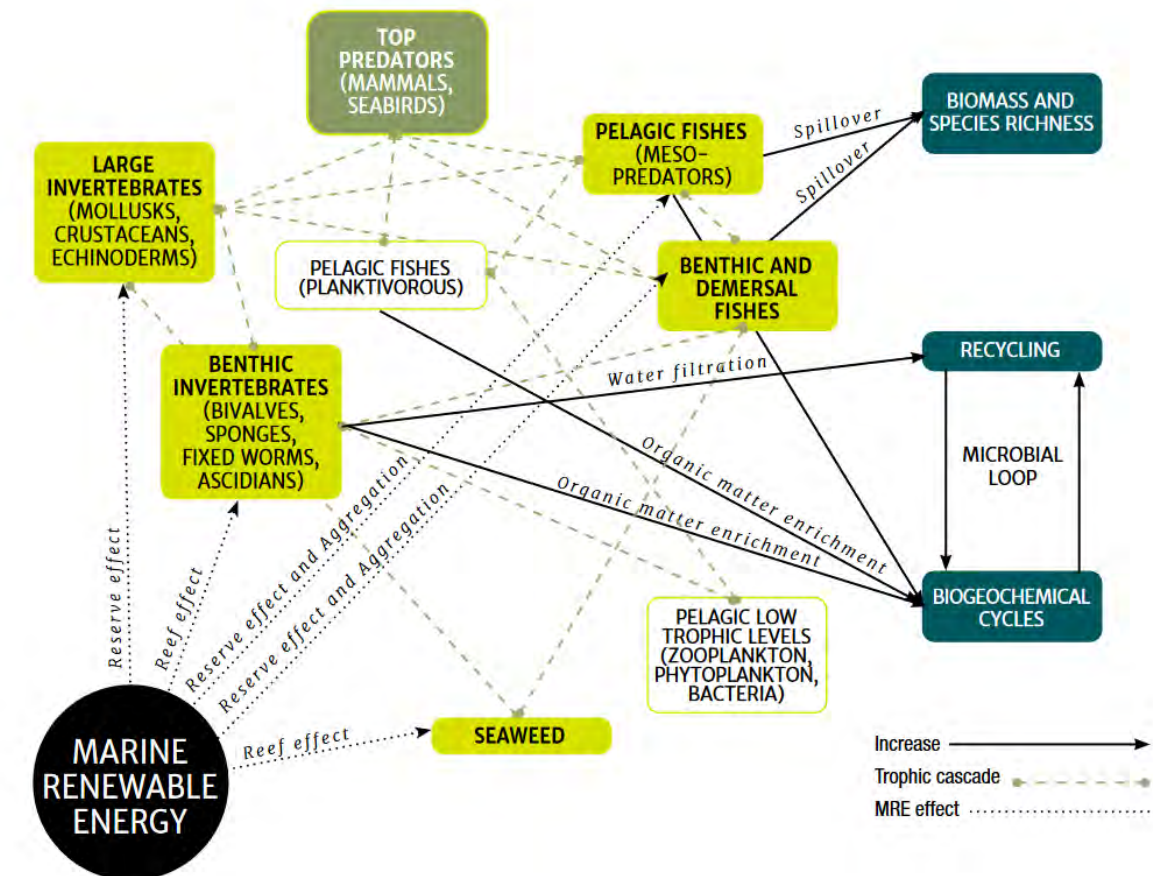 TOP
PREDATORS
(MAMMALS,
SEABIRDS)
PELAGIC FISHES
(MESO-
PREDATORS)
Spillover
Spillover
BIOMASS AND
SPECIES RICHNESS
LARGE
INVERTEBRATES
(MOLLUSKS,
CRUSTACEANS,
ECHINODERMS)
PELAGIC FISHES
(PLANKTIVOROUS)
BENTHIC AND
DEMERSAL
FISHES
BENTHIC
INVERTEBRATES
(BIVALVES,
SPONGES,
FIXED WORMS,
ASCIDIANS)
Water filtration
RECYCLING
MICROBIAL
LOOP
Organic matter enrichment
Organic matter enrichment
BIOGEOCHEMICAL
CYCLES
PELAGIC LOW
TROPHIC LEVELS
(ZOOPLANKTON,
PHYTOPLANKTON,
BACTERIA)
Reserve effect
Reef effect
Reserve effect and Aggregation
Reserve effect and Aggregation
Reef effect
SEAWEED
MARINE
RENEWABLE
ENERGY
Increase
Trophic cascade
MRE effect